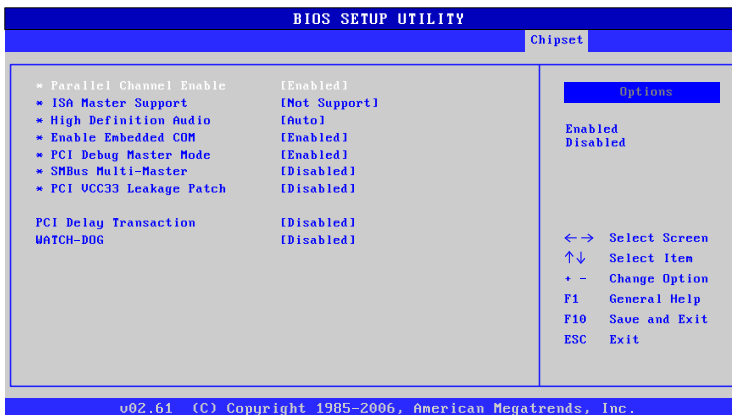 BIOS SETUP UTILITY
Chipset
* Parallel Channel Enable [Enabled]
* ISA Master Support [Not Support]
* High Definition Audio [Auto]
* Enable Embedded COM [Enabled]
* PCI Debug Master Mode [Enabled]
* SMBus Multi-Master [Disabled]
* PCI VCC33 Leakage Patch [Disabled]
PCI Delay Transaction [Disabled]
WATCH-DOG [Disabled]
Options
Enabled
Disabled
←→ Select Screen
↑↓ Select Item
+ - Change Option
F1 General Help
F10 Save and Exit
ESC Exit
v02.61 (C) Copyright 1985-2006, American Megatrends, Inc.